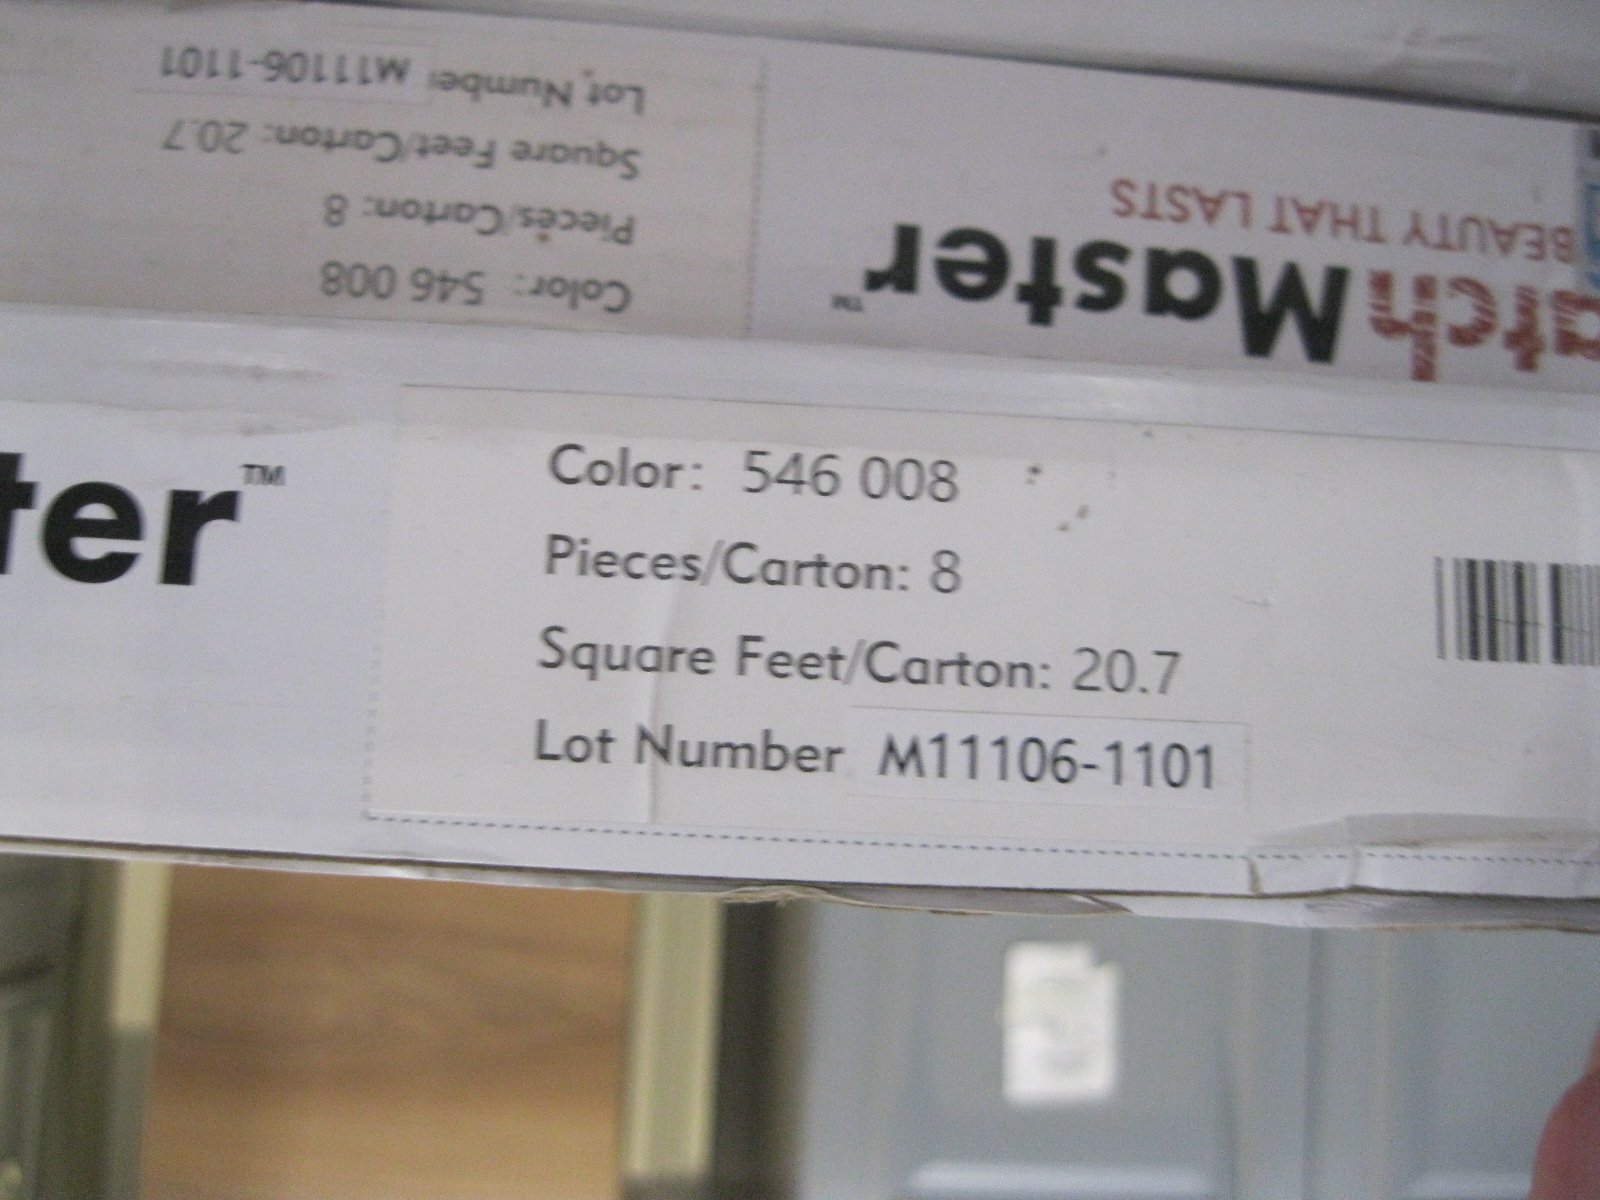 Lot Number: M11106-1101
Square Feet/Carton: 20.7
Pieces/Carton: 8
Color: 546 008
BEAUTY THAT LASTS
atch Master™
ter™
Color: 546 008
Pieces/Carton: 8
Square Feet/Carton: 20.7
Lot Number M11106-1101